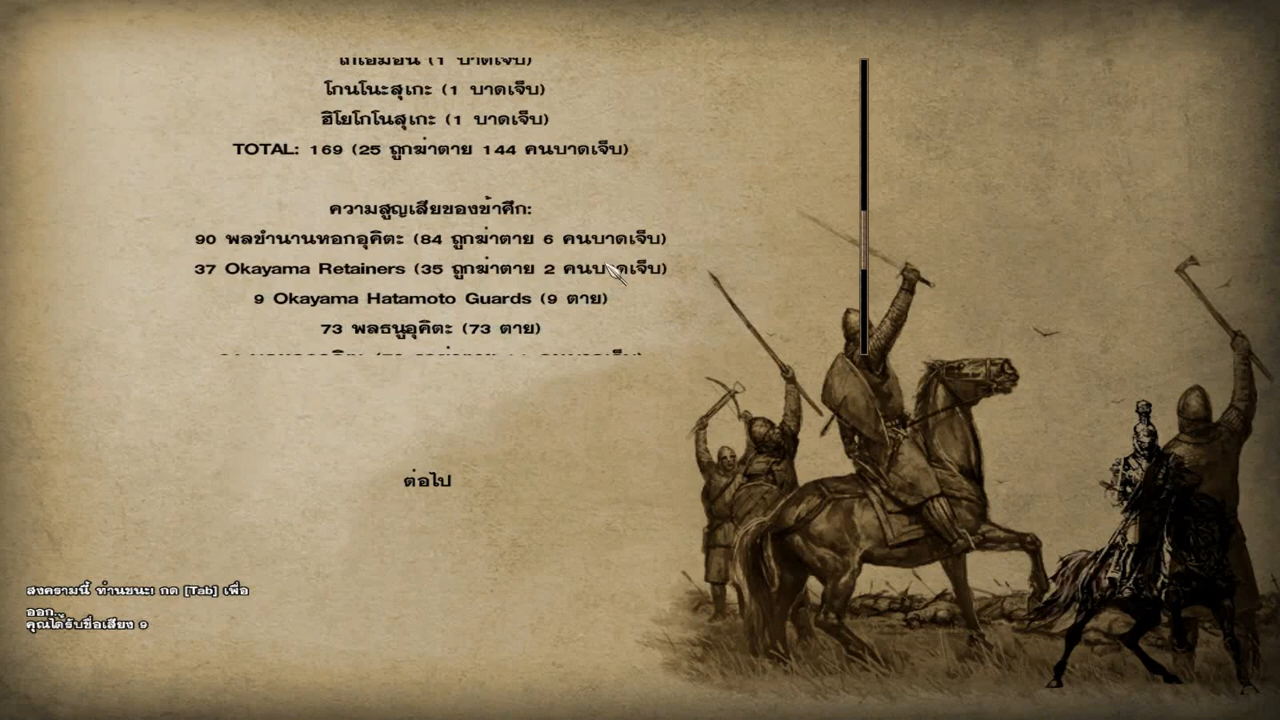 (1 บาดเจ็บ)
โกนโนะสุเกะ (1 บาดเจ็บ)
ฮิโยโกโนสุเกะ (1 บาดเจ็บ)
TOTAL: 169 (25 ถูกฆ่าตาย 144 คนบาดเจ็บ)
ความสูญเสียของข้าศึก:
90 พลชำนานหอกอุคิตะ (84 ถูกฆ่าตาย 6 คนบาดเจ็บ)
37 Okayama Retainers (35 ถูกฆ่าตาย 2 คนบาดเจ็บ)
9 Okayama Hatamoto Guards (9 ตาย)
73 พลธนูอุคิตะ (73 ตาย)
ต่อไป
สงครามนี้ ท่านชนะ! กด [Tab] เพื่อ
ออก...
คุณได้รับชื่อเสียง 9